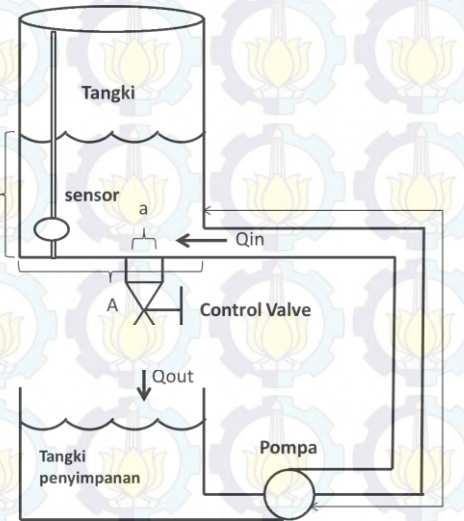 Tangki
sensor
a
Qin
A
Control Valve
Qout
Pompa
Tangki
penyimpanan